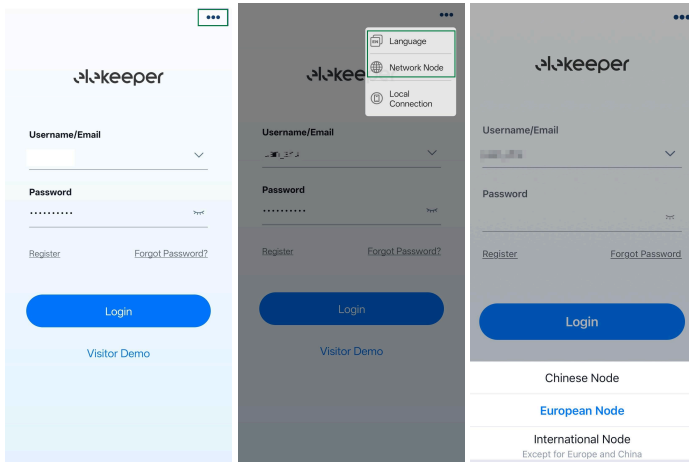 •••
elekeeper
Username/Email
Password
••••••••••
Register Forgot Password?
Login
Visitor Demo
•••
EN Language
Network Node
Local
Connection
Username/Email
Password
••••••••••
Register Forgot Password?
Login
Visitor Demo
•••
elekeeper
Username/Email
Password
Register Forgot Password
Login
Chinese Node
European Node
International Node
Except for Europe and China